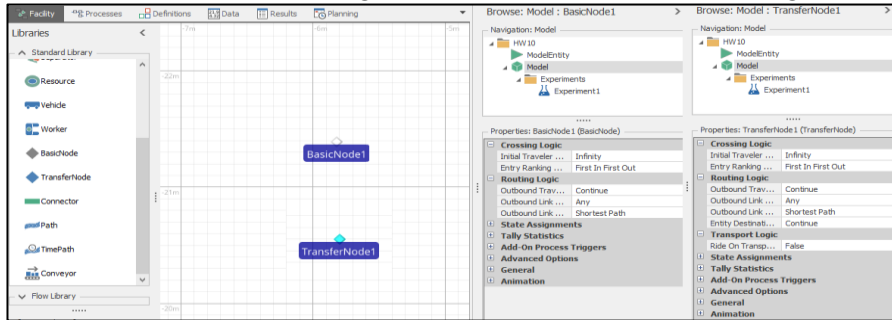 Facility
Processes
Definitions
Data
Results
Planning
Libraries
Standard Library
Resource
Vehicle
Worker
BasicNode
TransferNode
Connector
Path
TimePath
Conveyor
Flow Library
-7m
-6m
-5m
-22m
-21m
-20m
BasicNode1
TransferNode1
Browse: Model : BasicNode1
Navigation: Model
HW10
ModelEntity
Model
Experiments
Experiment1
Properties: BasicNode1 (BasicNode)
Crossing Logic
Initial Traveler ... Infinity
Entry Ranking ... First In First Out
Routing Logic
Outbound Trav... Continue
Outbound Link ... Any
Outbound Link ... Shortest Path
State Assignments
Tally Statistics
Add-On Process Triggers
Advanced Options
General
Animation
Browse: Model : TransferNode1
Navigation: Model
HW10
ModelEntity
Model
Experiments
Experiment1
Properties: TransferNode1 (TransferNode)
Crossing Logic
Initial Traveler ... Infinity
Entry Ranking ... First In First Out
Routing Logic
Outbound Trav... Continue
Outbound Link ... Any
Outbound Link ... Shortest Path
Entity Destinati... Continue
Transport Logic
Ride On Transp... False
State Assignments
Tally Statistics
Add-On Process Triggers
Advanced Options
General
Animation